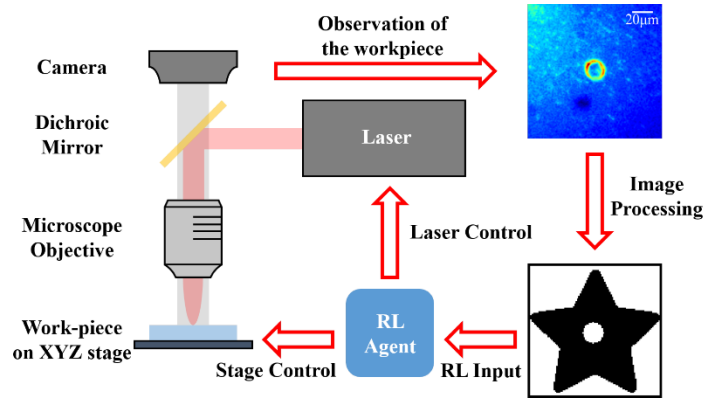 Camera
Observation of
the workpiece
20μm
Dichroic
Mirror
Laser
Image
Processing
Microscope
Objective
Laser Control
Work-piece
on XYZ stage
Stage Control
RL
Agent
RL Input